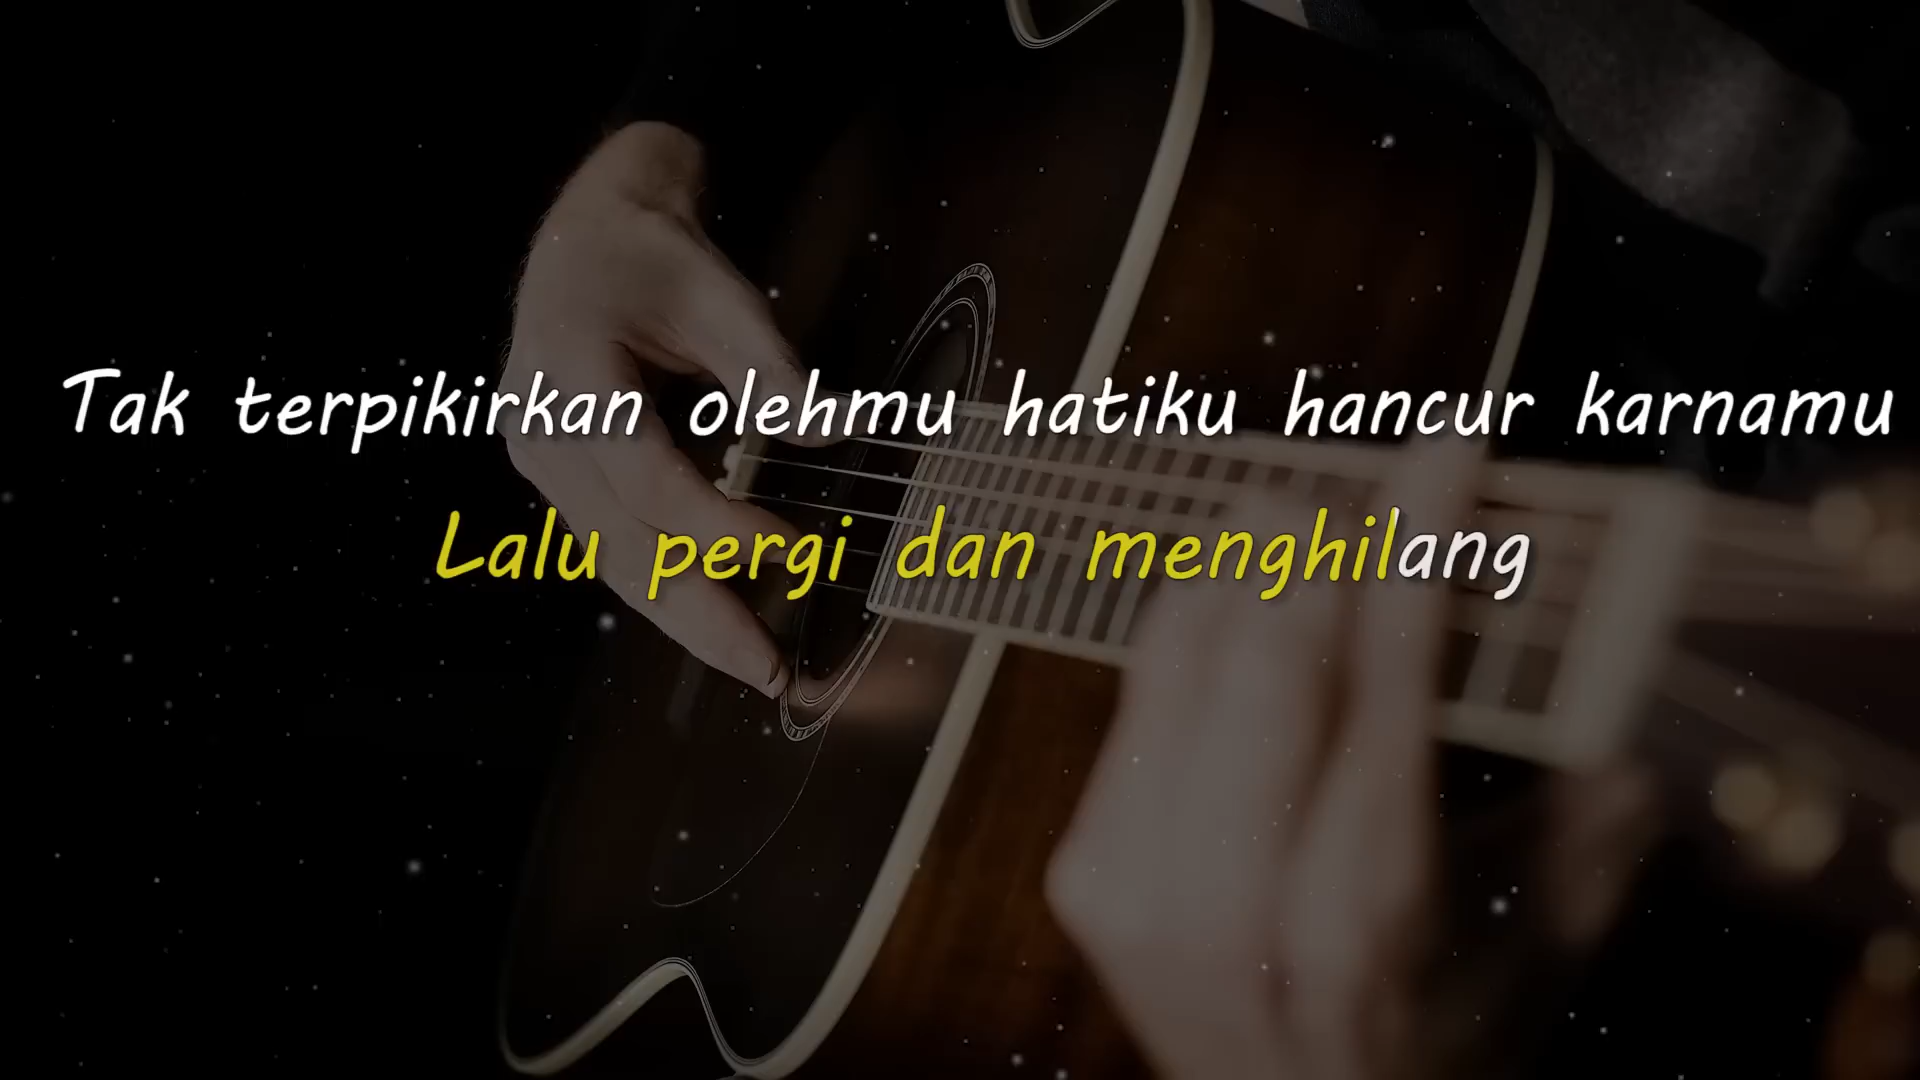 Tak terpikirkan olehmu hatiku hancur karnamu
Lalu pergi dan menghilang